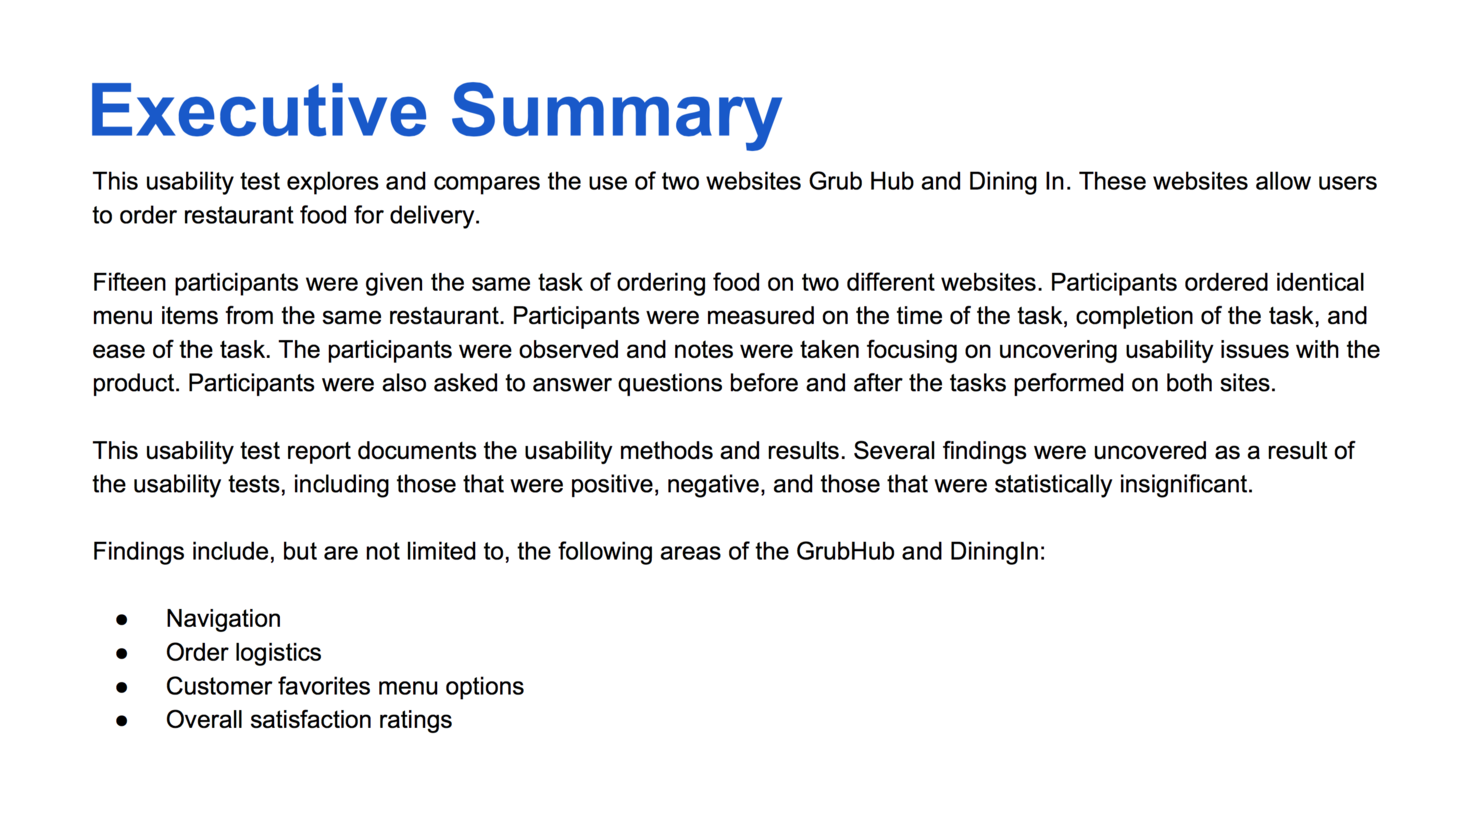 Executive Summary
This usability test explores and compares the use of two websites Grub Hub and Dining In. These websites allow users
to order restaurant food for delivery.
Fifteen participants were given the same task of ordering food on two different websites. Participants ordered identical
menu items from the same restaurant. Participants were measured on the time of the task, completion of the task, and
ease of the task. The participants were observed and notes were taken focusing on uncovering usability issues with the
product. Participants were also asked to answer questions before and after the tasks performed on both sites.
This usability test report documents the usability methods and results. Several findings were uncovered as a result of
the usability tests, including those that were positive, negative, and those that were statistically insignificant.
Findings include, but are not limited to, the following areas of the GrubHub and DiningIn:
● Navigation
● Order logistics
● Customer favorites menu options
● Overall satisfaction ratings